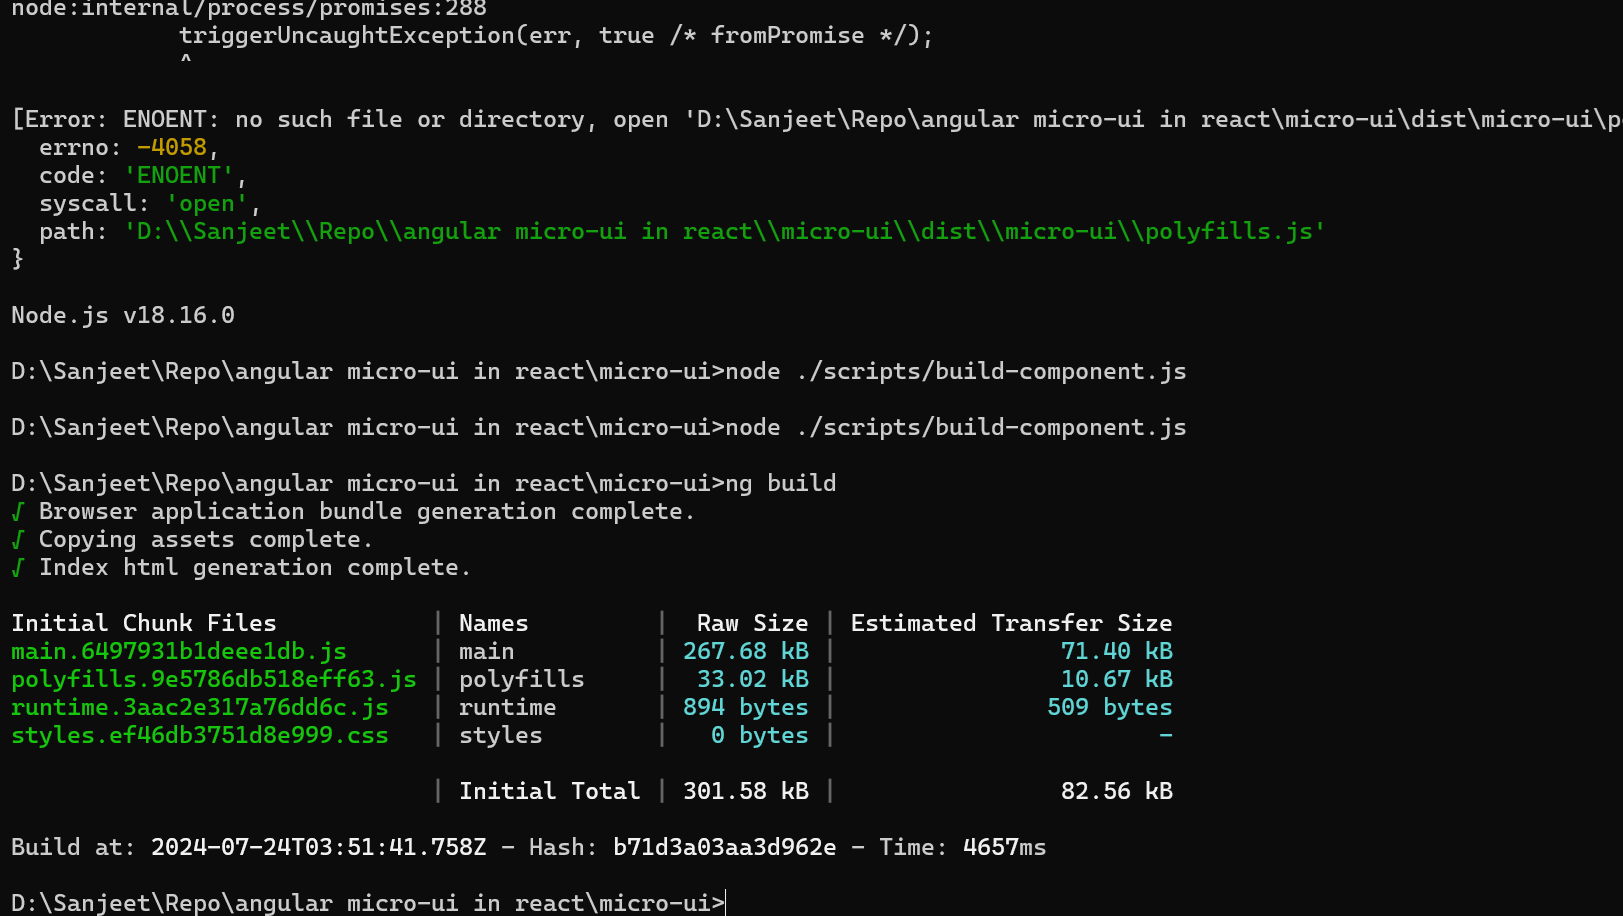 node:internal/process/promises:288
            triggerUncaughtException(err, true /* fromPromise */);
            ^
[Error: ENOENT: no such file or directory, open 'D:\Sanjeet\Repo\angular micro-ui in react\micro-ui\dist\micro-ui\p
  errno: -4058,
  code: 'ENOENT',
  syscall: 'open',
  path: 'D:\\Sanjeet\\Repo\\angular micro-ui in react\\micro-ui\\dist\\micro-ui\\polyfills.js'
}
Node.js v18.16.0
D:\Sanjeet\Repo\angular micro-ui in react\micro-ui>node ./scripts/build-component.js
D:\Sanjeet\Repo\angular micro-ui in react\micro-ui>node ./scripts/build-component.js
D:\Sanjeet\Repo\angular micro-ui in react\micro-ui>ng build
√ Browser application bundle generation complete.
√ Copying assets complete.
√ Index html generation complete.
Initial Chunk Files | Names | Raw Size | Estimated Transfer Size
main.6497931b1deee1db.js | main | 267.68 kB | 71.40 kB
polyfills.9e5786db518eff63.js | polyfills | 33.02 kB | 10.67 kB
runtime.3aac2e317a76dd6c.js | runtime | 894 bytes | 509 bytes
styles.ef46db3751d8e999.css | styles | 0 bytes | -
| Initial Total | 301.58 kB | 82.56 kB
Build at: 2024-07-24T03:51:41.758Z - Hash: b71d3a03aa3d962e - Time: 4657ms
D:\Sanjeet\Repo\angular micro-ui in react\micro-ui>